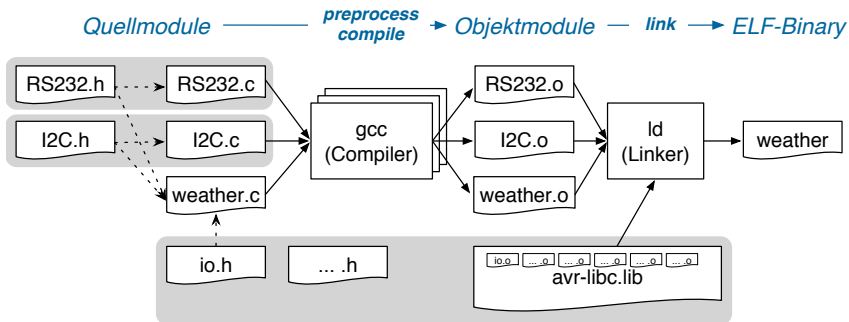 Quellmodule
preprocess
compile
Objektmodule
link
ELF-Binary
RS232.h
RS232.c
RS232.o
I2C.h
I2C.c
gcc
(Compiler)
I2C.o
ld
(Linker)
weather
weather.c
weather.o
io.h
... .h
io.o
... .o
... .o
... .o
... .o
... .o
avr-libc.lib